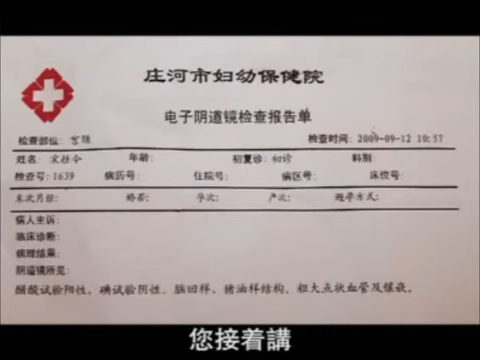 庄河市妇幼保健院
电子阴道镜检查报告单
检查部位：宫颈 检查时间：2009-09-12 10:57
姓名：宋桂令 年龄： 初复诊：初诊 科别：
检查号：1639 病历号： 住院号： 病区号： 床位号：
末次月经： 婚否： 孕次： 产次： 避孕方式：
病人主诉：
临床诊断：
病理结果：
阴道镜所见：
醋酸试验阳性，碘试验阴性、脑回样、猪油样结构、粗大点状血管及镶嵌。
您接着講